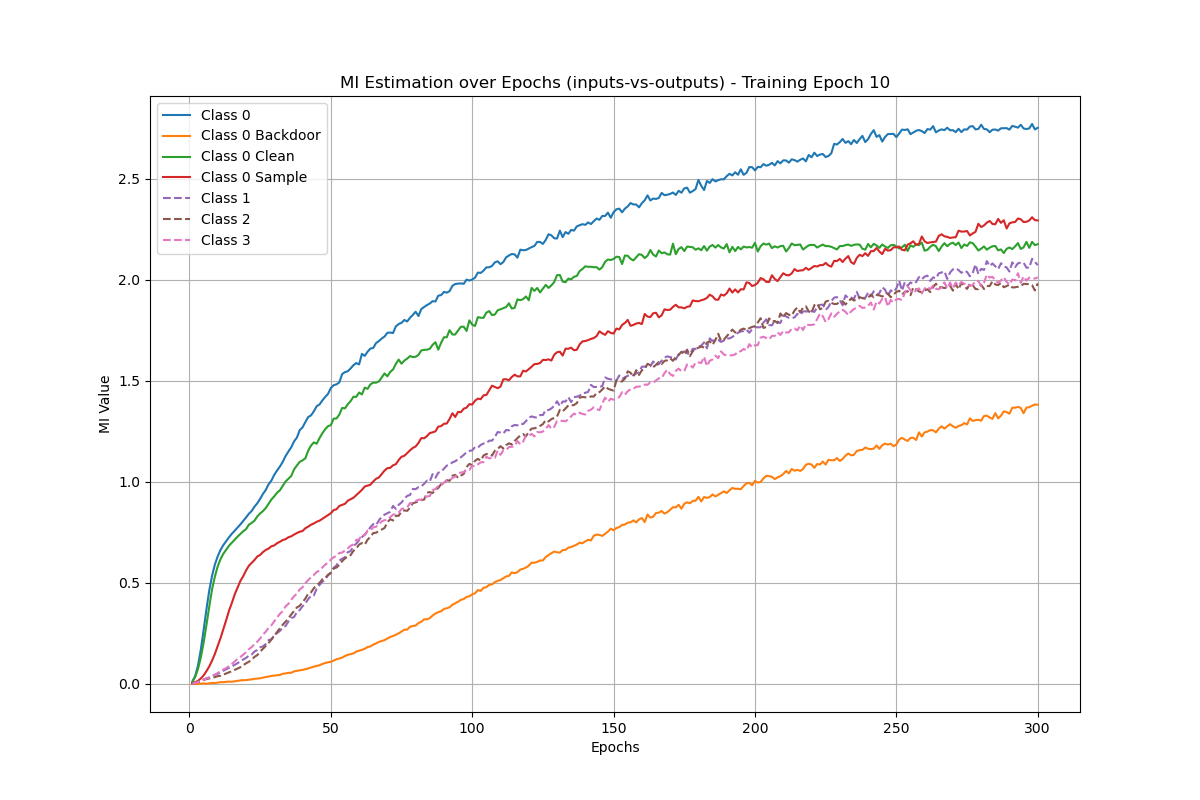 MI Estimation over Epochs (inputs-vs-outputs) - Training Epoch 10
Class 0
Class 0 Backdoor
Class 0 Clean
Class 0 Sample
Class 1
Class 2
Class 3
MI Value
2.5
2.0
1.5
1.0
0.5
0.0
0
50
100
150
200
250
300
Epochs